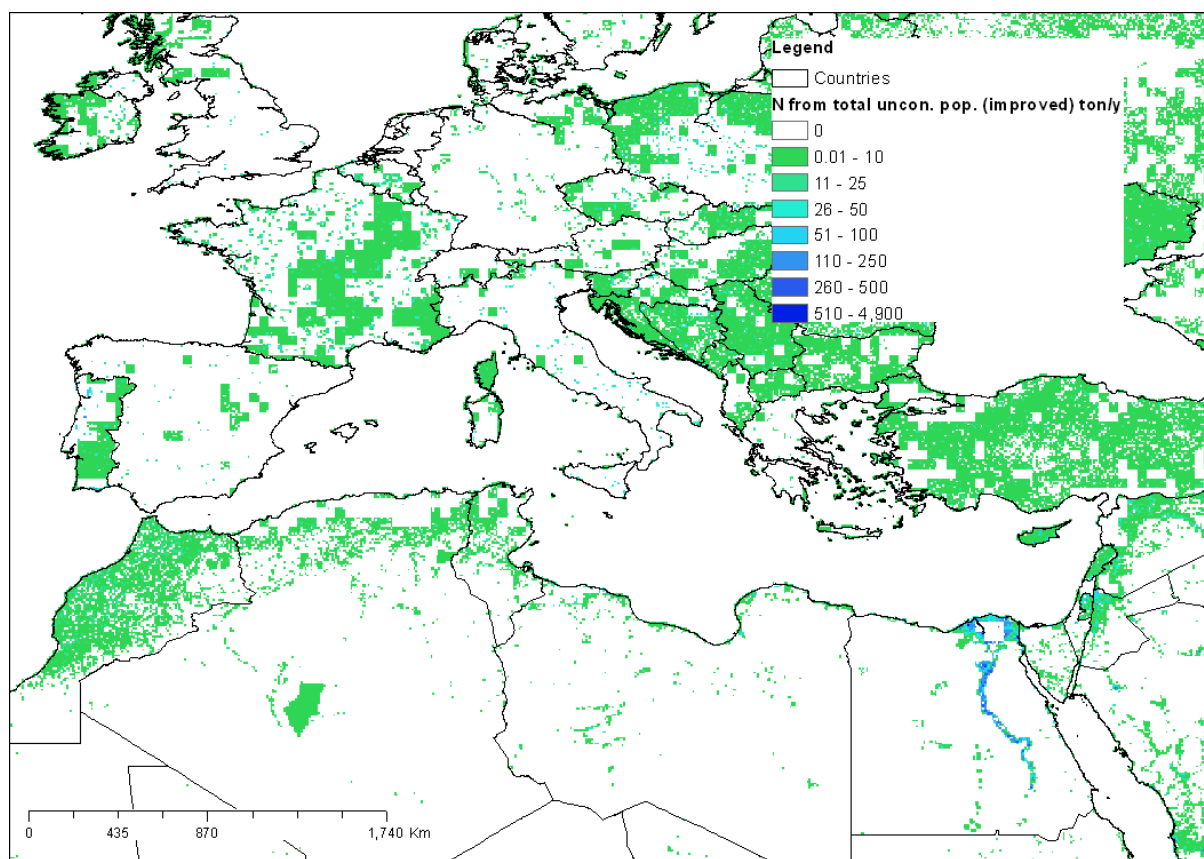 Legend
Countries
N from total uncon. pop. (improved) ton/y
0
0.01 - 10
11 - 25
26 - 50
51 - 100
110 - 250
260 - 500
510 - 4,900
0 435 870 1,740 Km